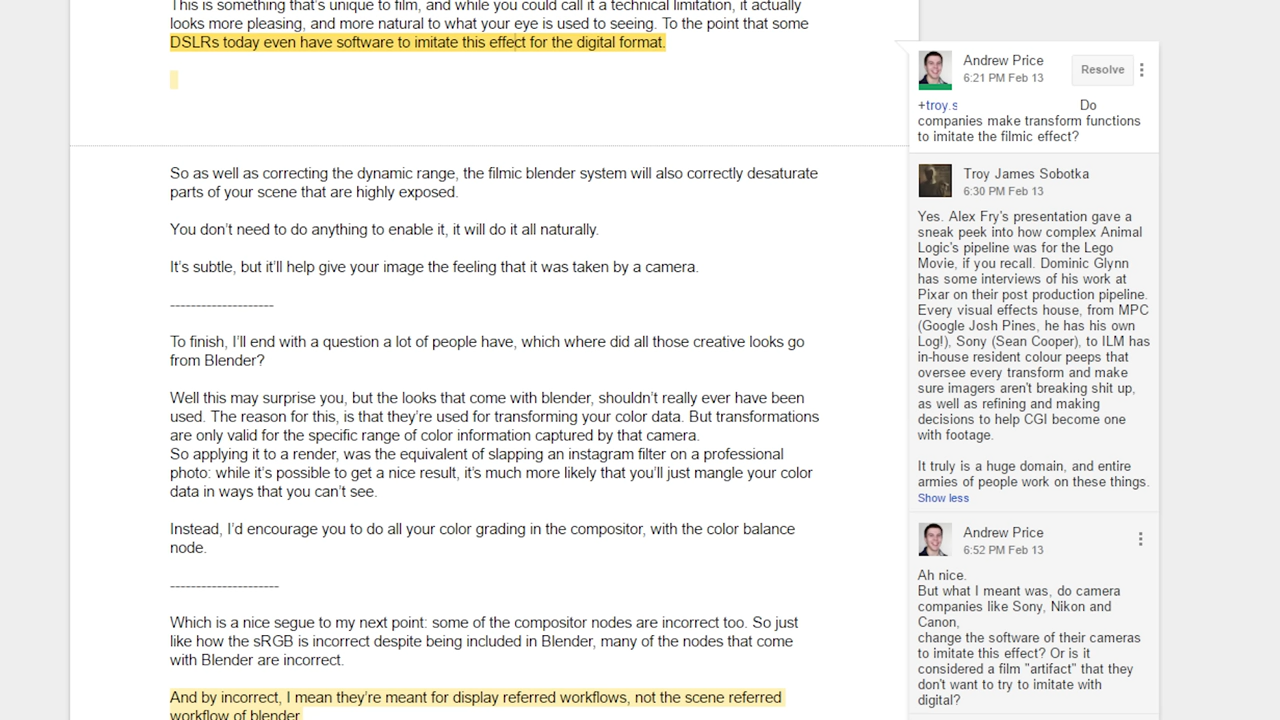 This is something that's unique to film, and while you could call it a technical limitation, it actually
looks more pleasing, and more natural to what your eye is used to seeing. To the point that some
DSLRs today even have software to imitate this effect for the digital format.
So as well as correcting the dynamic range, the filmic blender system will also correctly desaturate
parts of your scene that are highly exposed.
You don't need to do anything to enable it, it will do it all naturally.
It's subtle, but it'll help give your image the feeling that it was taken by a camera.
--------------------
To finish, I'll end with a question a lot of people have, which where did all those creative looks go
from Blender?
Well this may surprise you, but the looks that come with blender, shouldn't really ever have been
used. The reason for this, is that they're used for transforming your color data. But transformations
are only valid for the specific range of color information captured by that camera.
So applying it to a render, was the equivalent of slapping an instagram filter on a professional
photo: while it's possible to get a nice result, it's much more likely that you'll just mangle your color
data in ways that you can't see.
Instead, I'd encourage you to do all your color grading in the compositor, with the color balance
node.
---------------------
Which is a nice segue to my next point: some of the compositor nodes are incorrect too. So just
like how the sRGB is incorrect despite being included in Blender, many of the nodes that come
with Blender are incorrect.
And by incorrect, I mean they're meant for display referred workflows, not the scene referred
workflow of blender.
Andrew Price
6:21 PM Feb 13
Resolve
+troy.s Do
companies make transform functions
to imitate the filmic effect?
Troy James Sobotka
6:30 PM Feb 13
Yes. Alex Fry's presentation gave a
sneak peek into how complex Animal
Logic's pipeline was for the Lego
Movie, if you recall. Dominic Glynn
has some interviews of his work at
Pixar on their post production pipeline.
Every visual effects house, from MPC
(Google Josh Pines, he has his own
Log!), Sony (Sean Cooper), to ILM has
in-house resident colour peeps that
oversee every transform and make
sure imagers aren't breaking shit up,
as well as refining and making
decisions to help CGI become one
with footage.
It truly is a huge domain, and entire
armies of people work on these things.
Show less
Andrew Price
6:52 PM Feb 13
Ah nice.
But what I meant was, do camera
companies like Sony, Nikon and
Canon,
change the software of their cameras
to imitate this effect? Or is it
considered a film "artifact" that they
don't want to try to imitate with
digital?